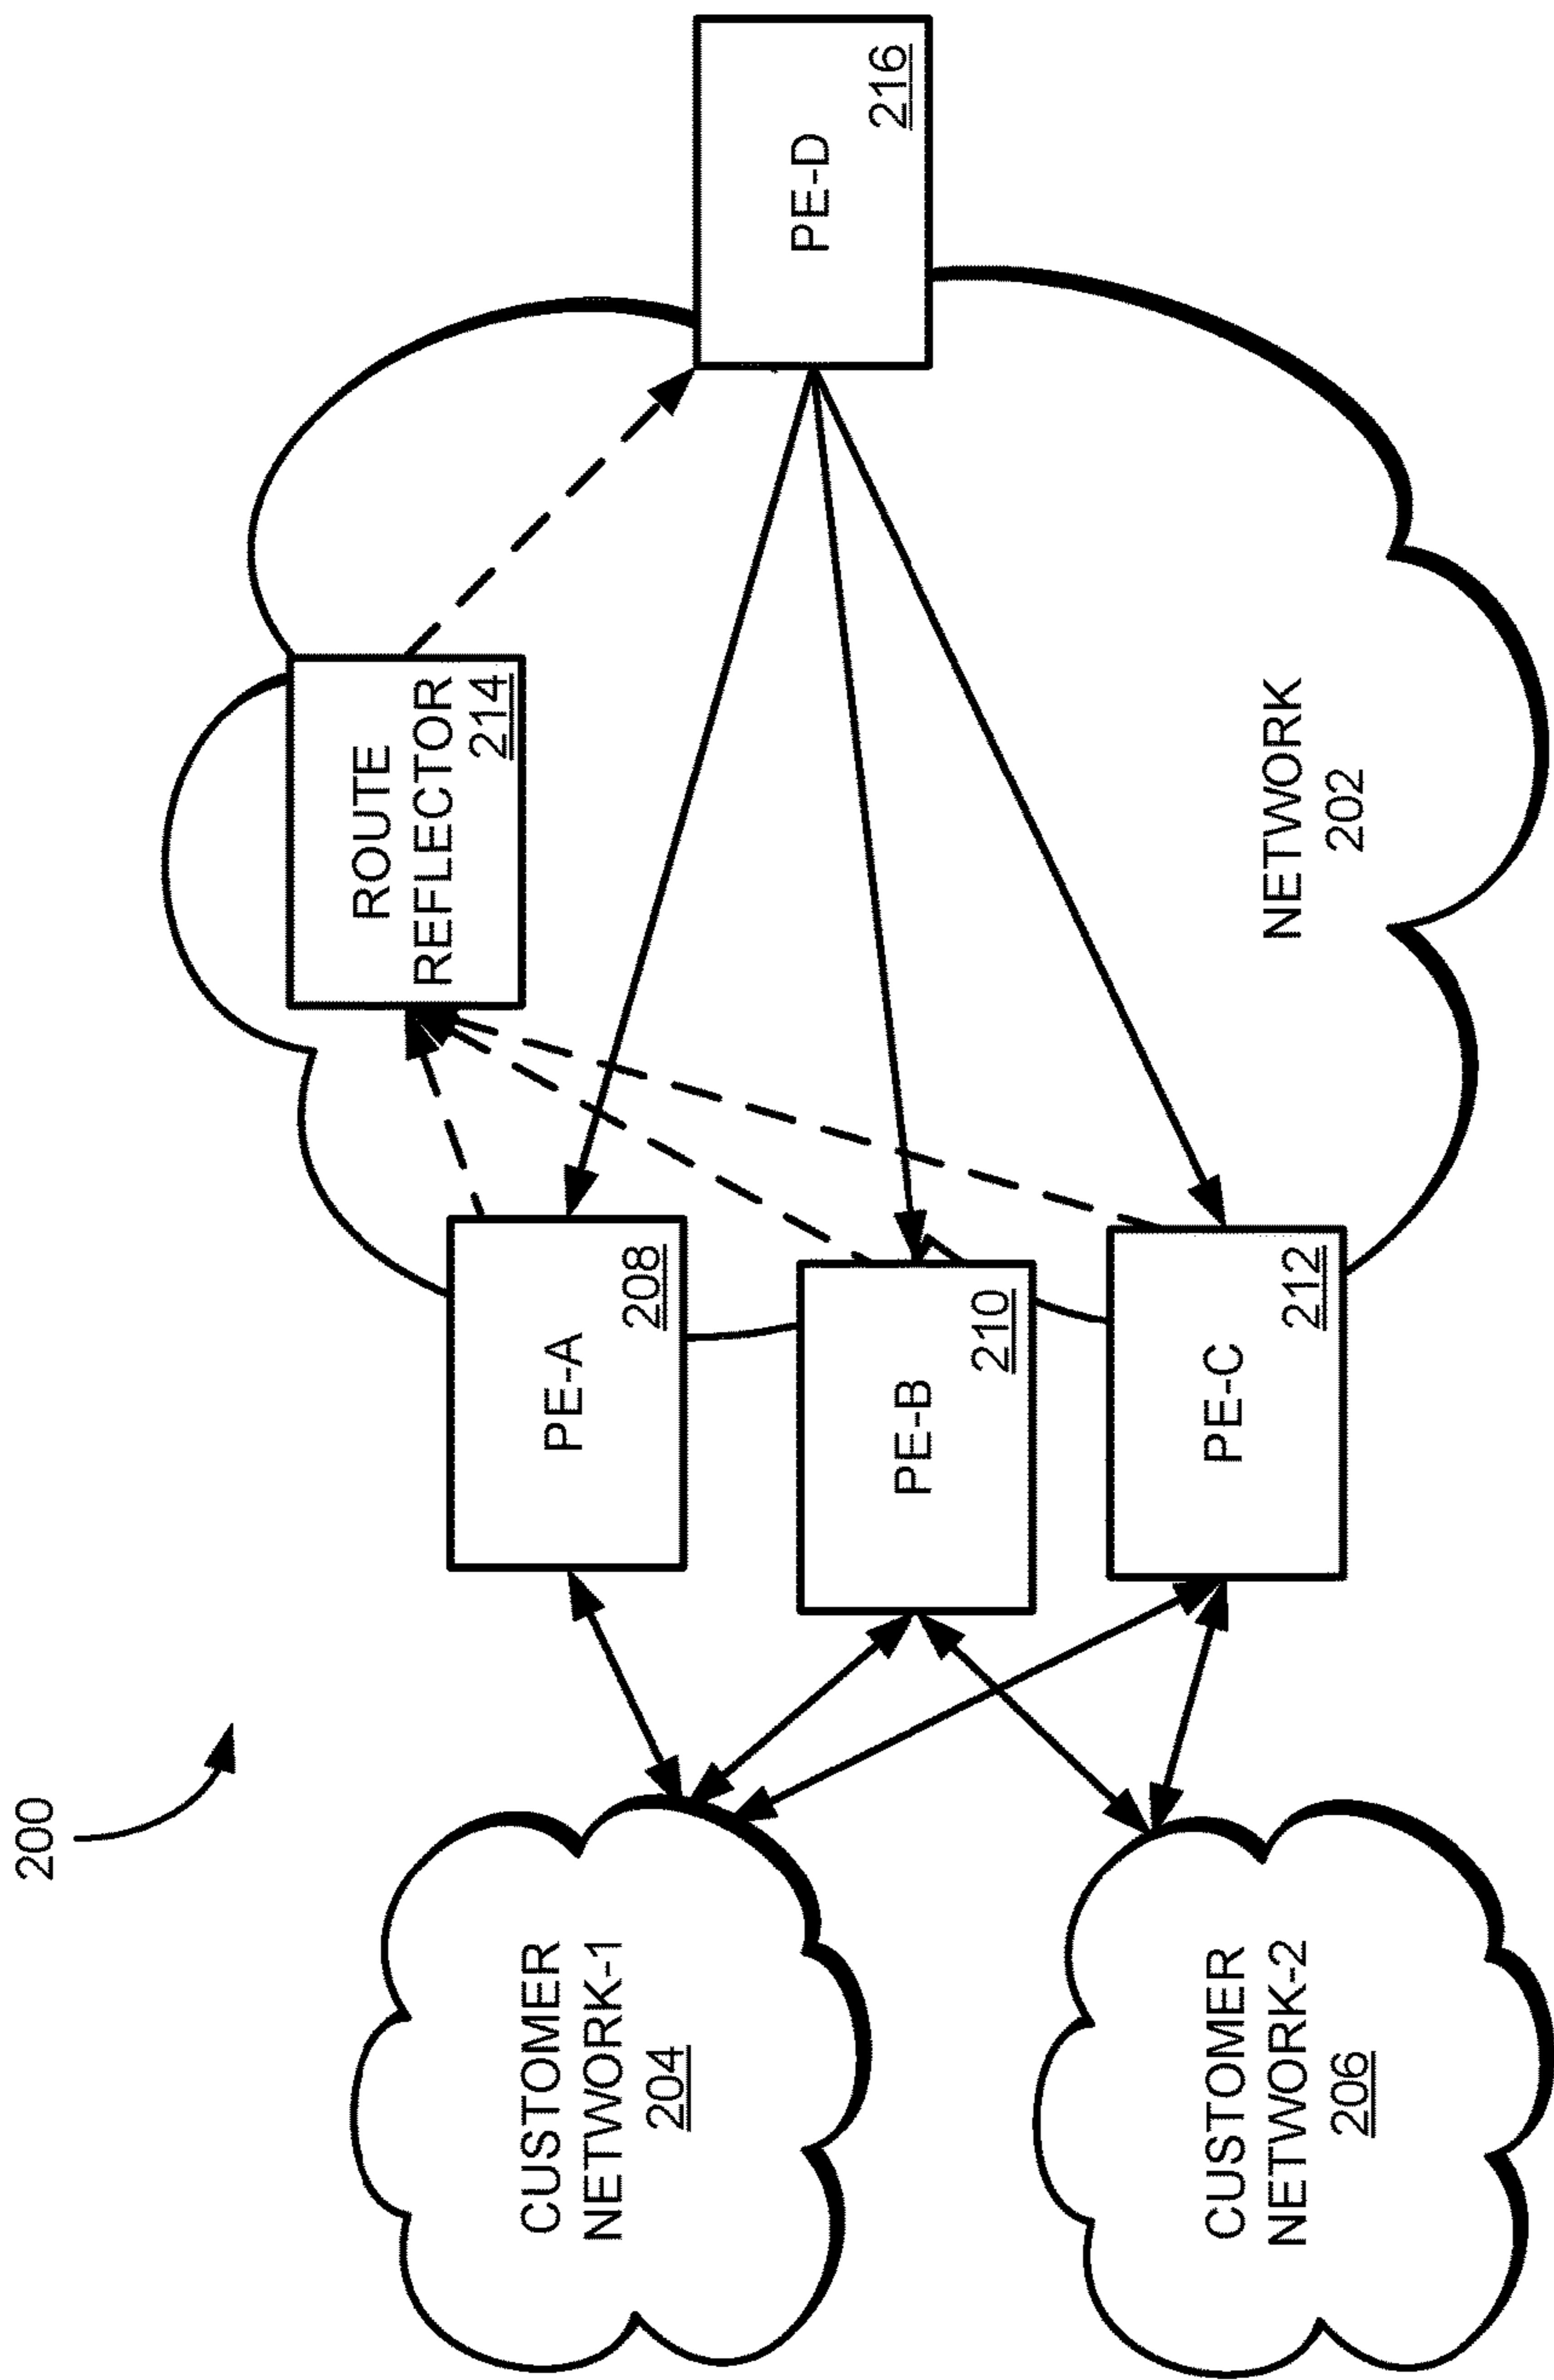 200
CUSTOMER
NETWORK-1
204
CUSTOMER
NETWORK-2
206
PE-A
208
PE-B
210
PE-C
212
ROUTE
REFLECTOR
214
NETWORK
202
PE-D
216